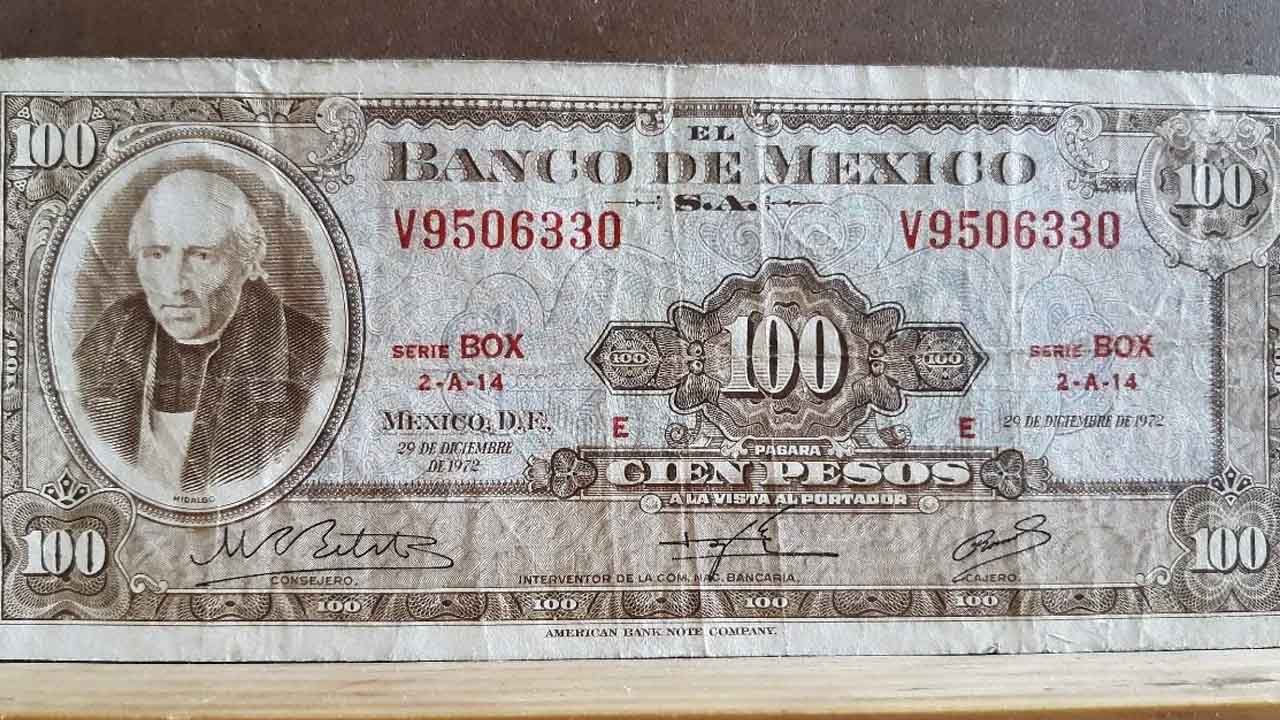 100
EL
BANCO DE MEXICO
S.A.
100
V9506330 V9506330
100 100 100
SERIE BOX SERIE BOX
2-A-14 2-A-14
MEXICO, D.F., E E 29 DE DICIEMBRE DE 1972
29 DE DICIEMBRE
DE 1972
PAGARA
CIEN PESOS
A LA VISTA AL PORTADOR
HIDALGO
100 100
CONSEJERO. INTERVENTOR DE LA COM. NAC. BANCARIA. CAJERO.
100 100 100 100
AMERICAN BANK NOTE COMPANY.